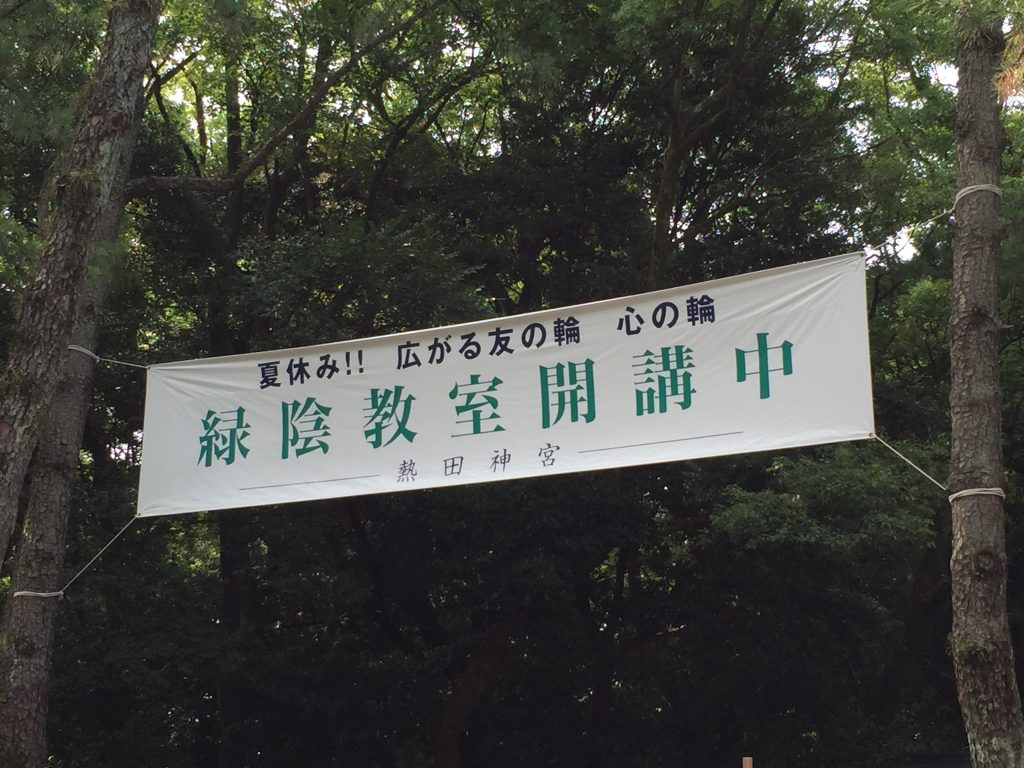 夏休み!! 広がる友の輪 心の輪
緑陰教室開講中
熱田神宮